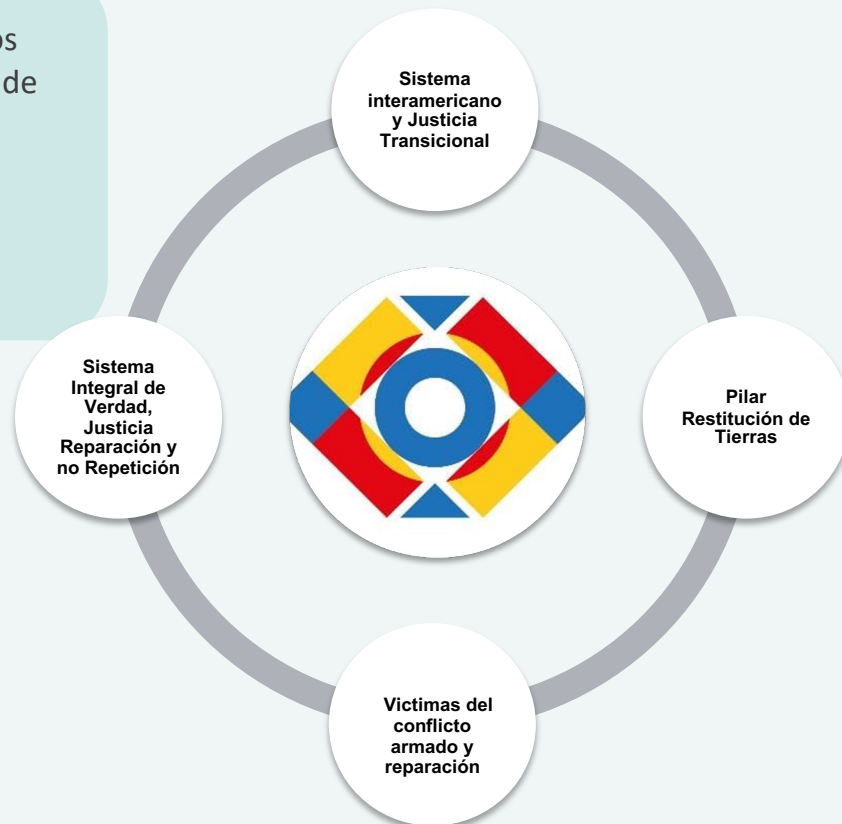 os
de
Sistema
interamericano
y Justicia
Transicional
Sistema
Integral de
Verdad,
Justicia
Reparación y
no Repetición
Pilar
Restitución de
Tierras
Victimas del
conflicto
armado y
reparación